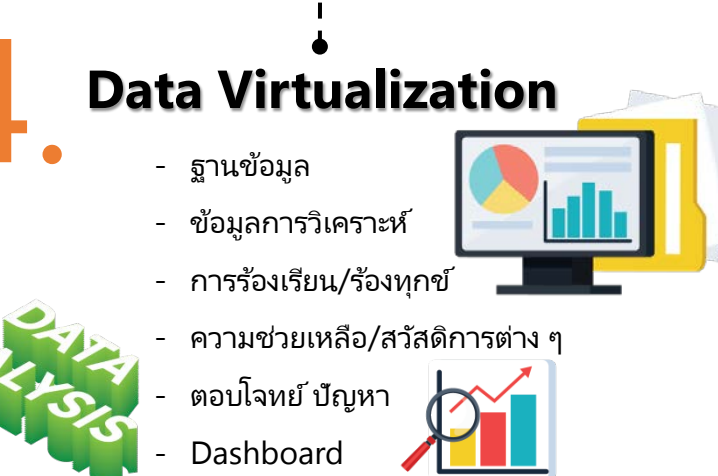 4.
Data Virtualization
- ฐานข้อมูล
- ข้อมูลการวิเคราะห์
- การร้องเรียน/ร้องทุกข์
- ความช่วยเหลือ/สวัสดิการต่าง ๆ
- ตอบโจทย์ ปัญหา
- Dashboard
DATA
ALYSIS